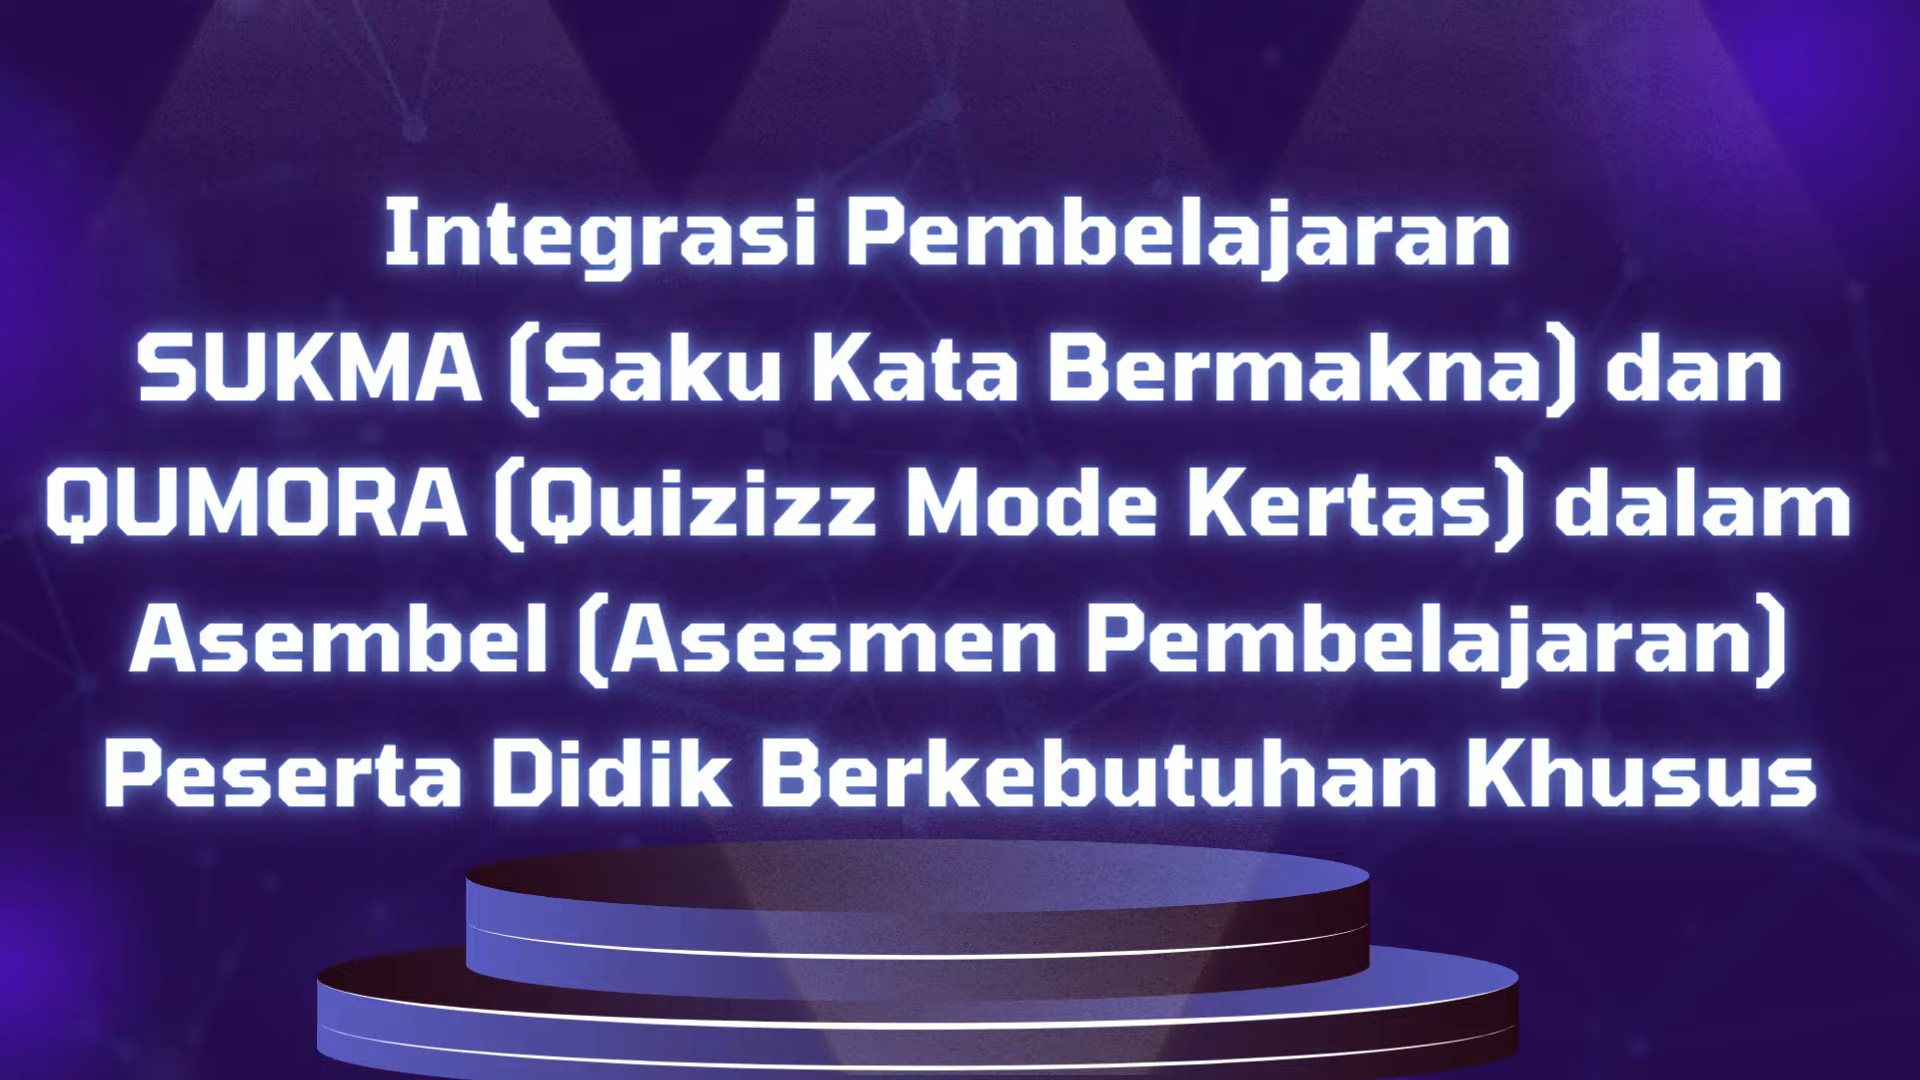 Integrasi Pembelajaran
SUKMA (Saku Kata Bermakna) dan
QUMORA (Quizizz Mode Kertas) dalam
Asembel (Asesmen Pembelajaran)
Peserta Didik Berkebutuhan Khusus